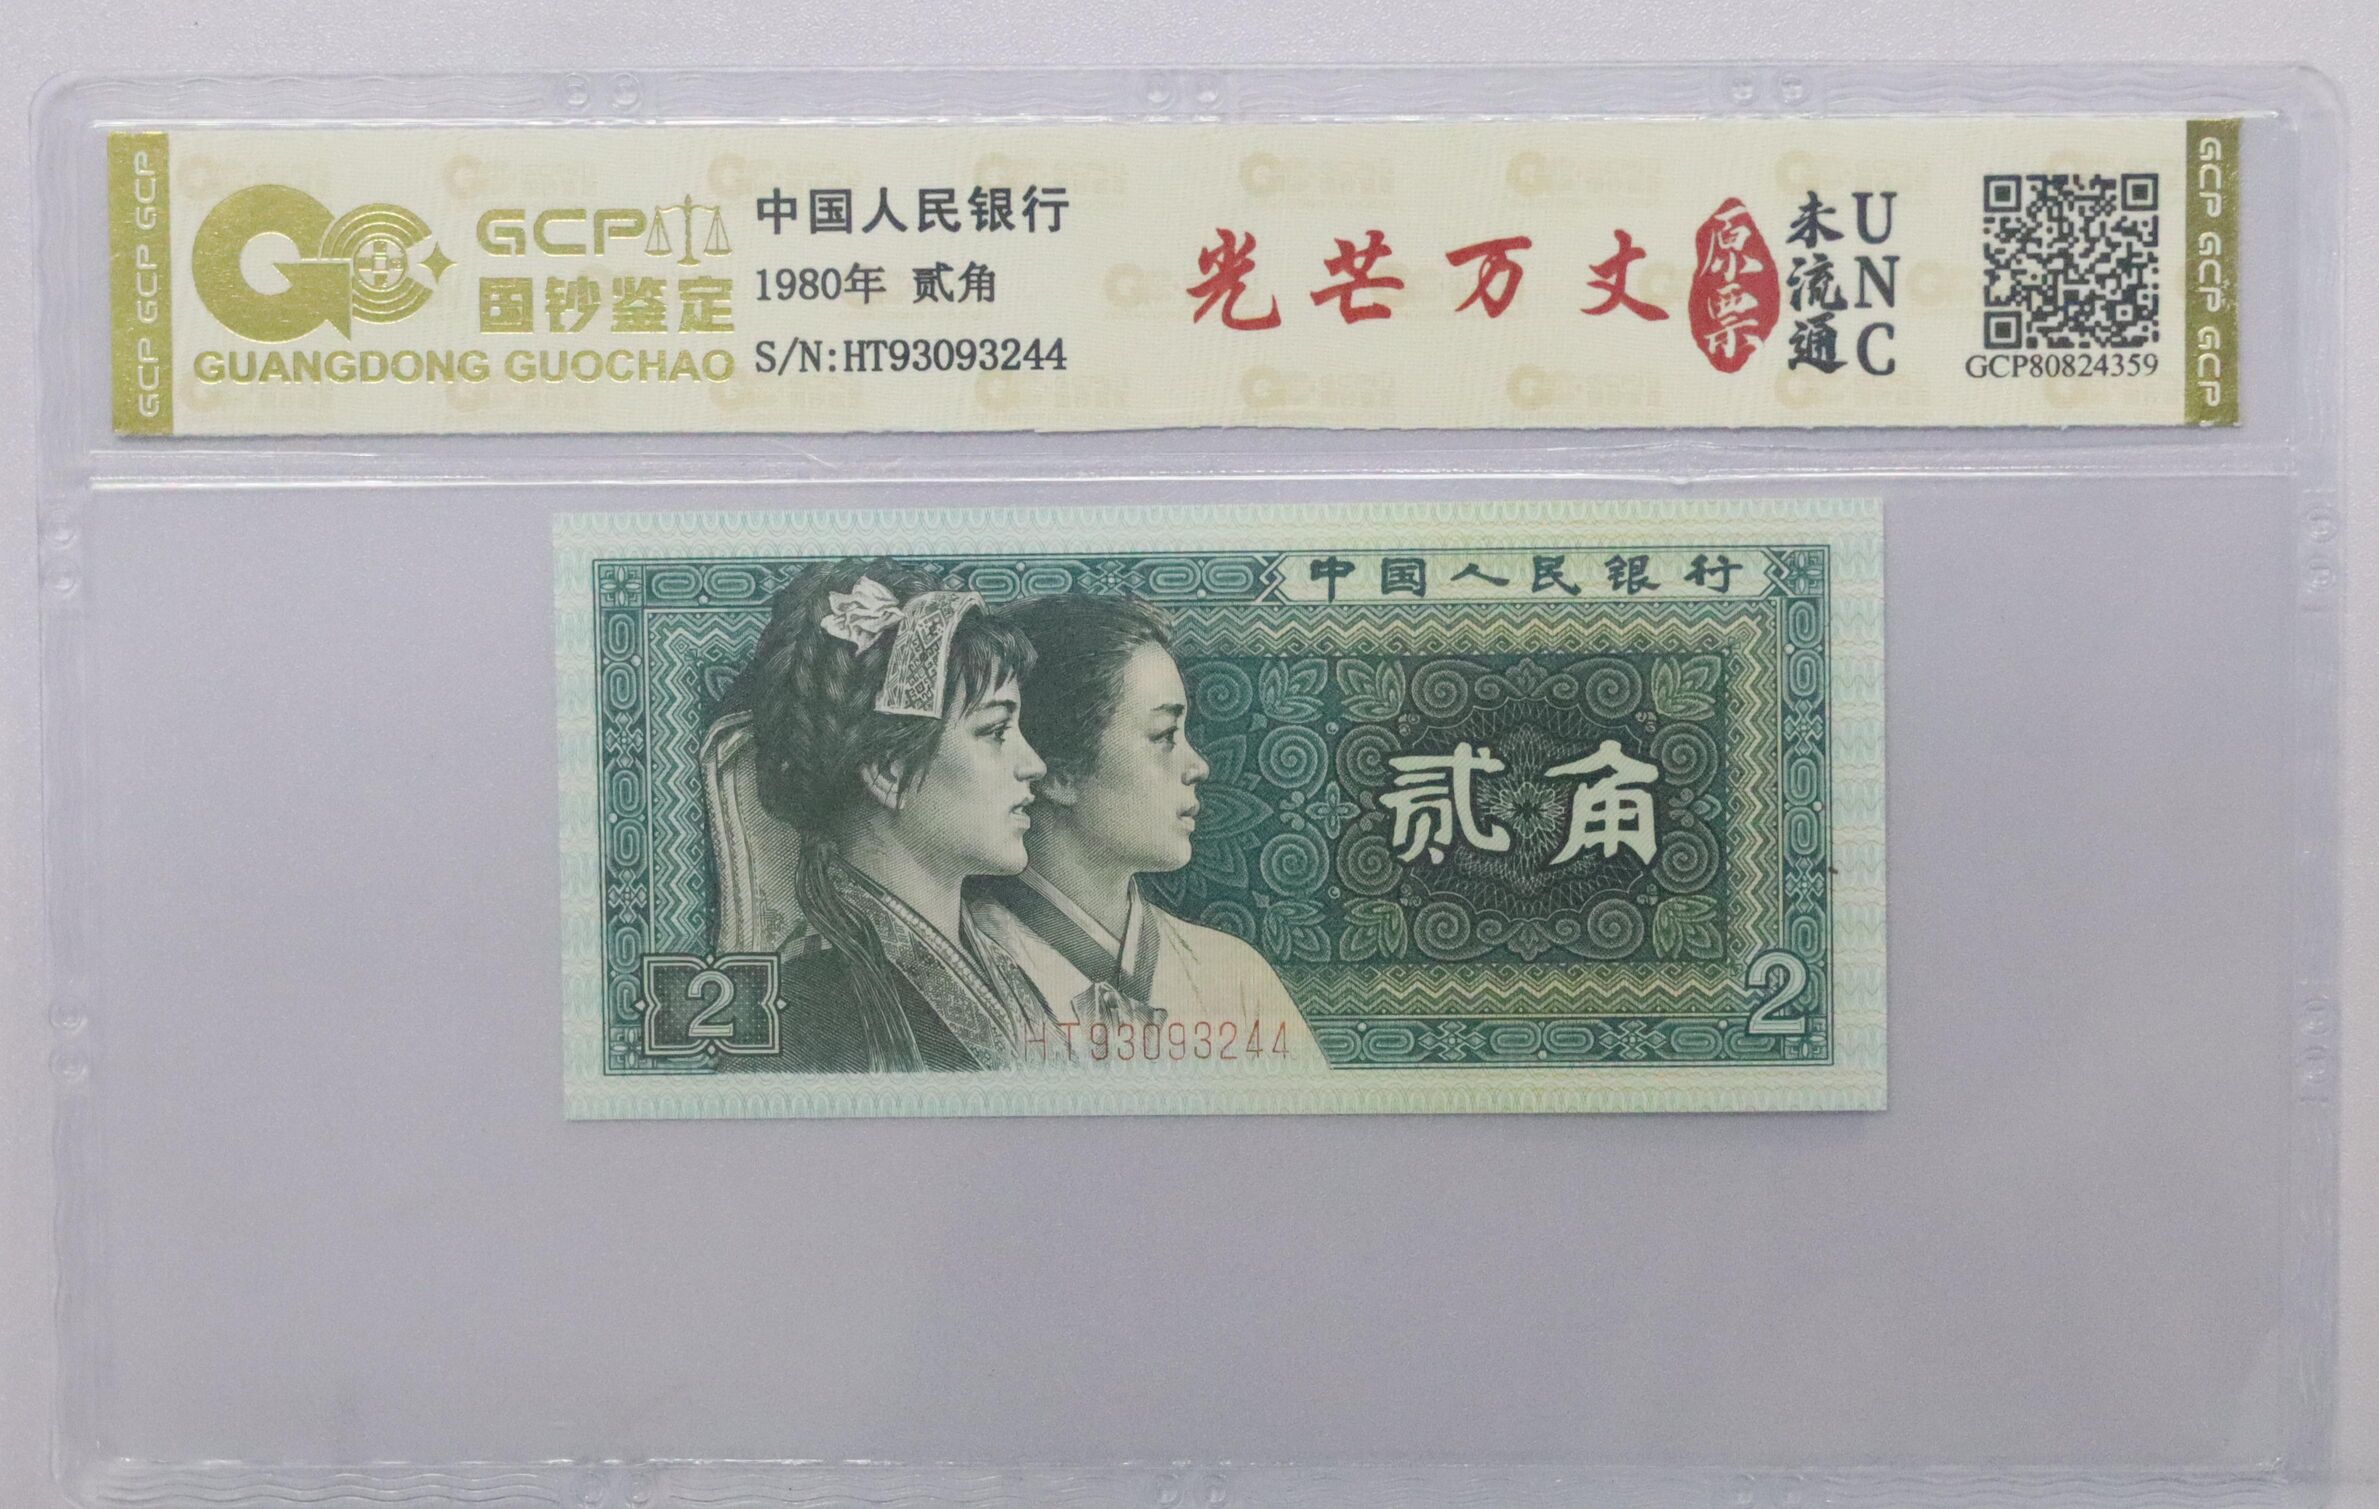 GCP GCP GCP
GCP
国钞鉴定
GUANGDONG GUOCHAO
中国人民银行
1980年 贰角
S/N:HT93093244
光芒万丈
原票
未流通
UNC
GCP80824359
GCP GCP GCP
中国人民银行
贰角
2
2
HT93093244